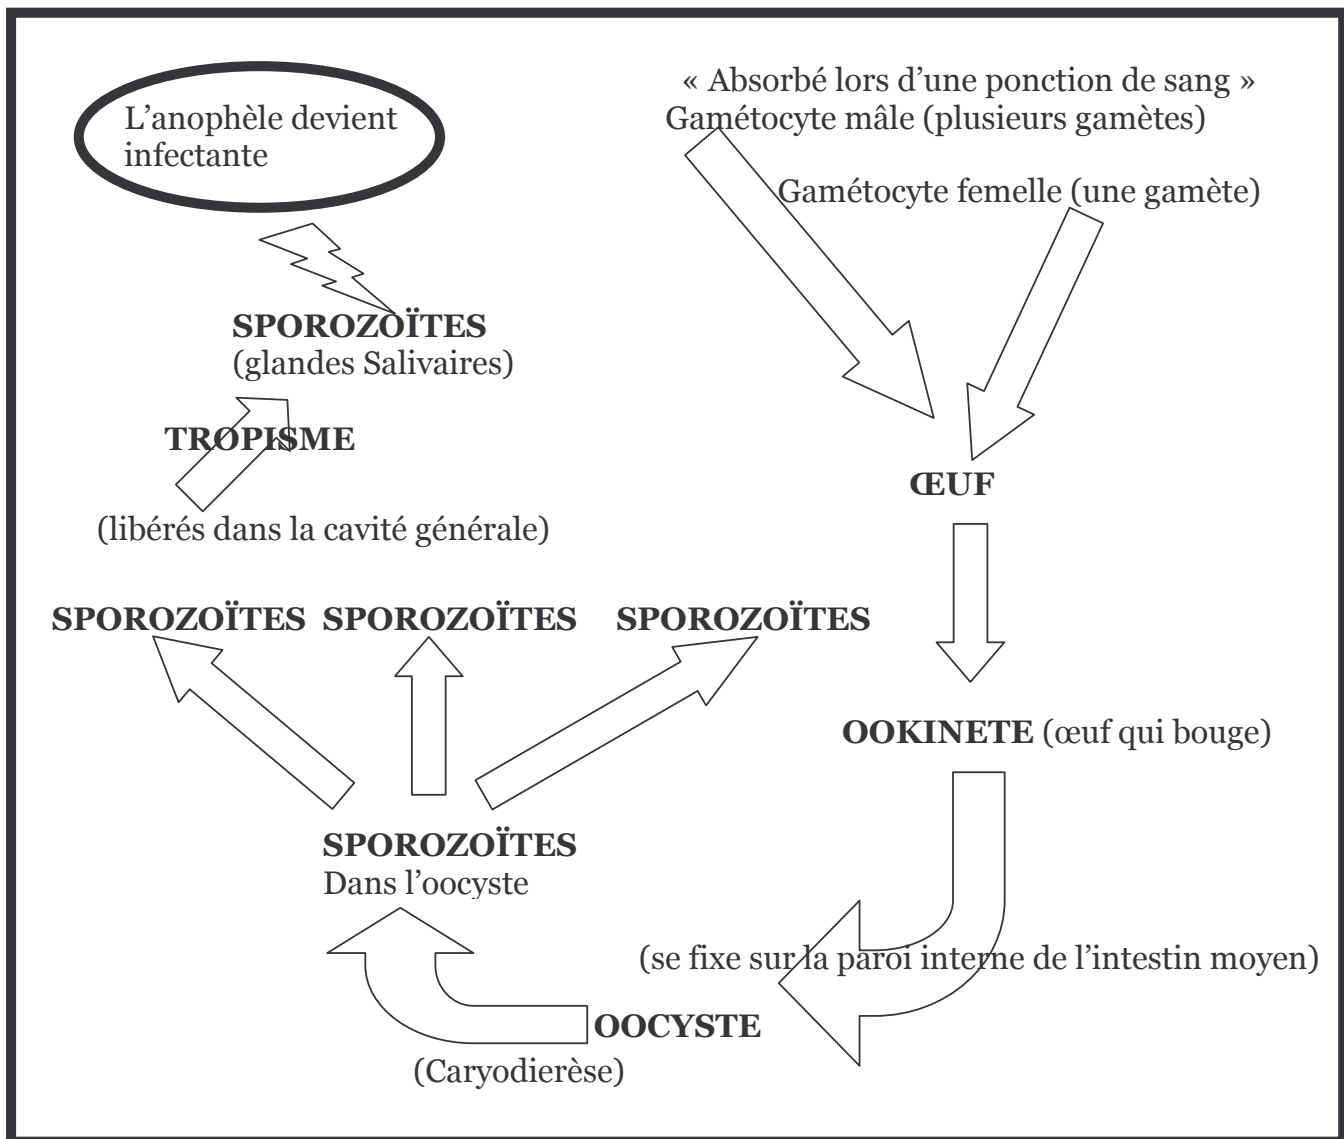 « Absorbé lors d’une ponction de sang »
Gamétocyte mâle (plusieurs gamètes)
Gamétocyte femelle (une gamète)
ŒUF
OOKINETE (œuf qui bouge)
(se fixe sur la paroi interne de l’intestin moyen)
OOCYSTE
(Caryodierèse)
SPOROZOÏTES
Dans l’oocyste
SPOROZOÏTES SPOROZOÏTES SPOROZOÏTES
(libérés dans la cavité générale)
TROPISME
SPOROZOÏTES
(glandes Salivaires)
L’anophèle devient
infectante